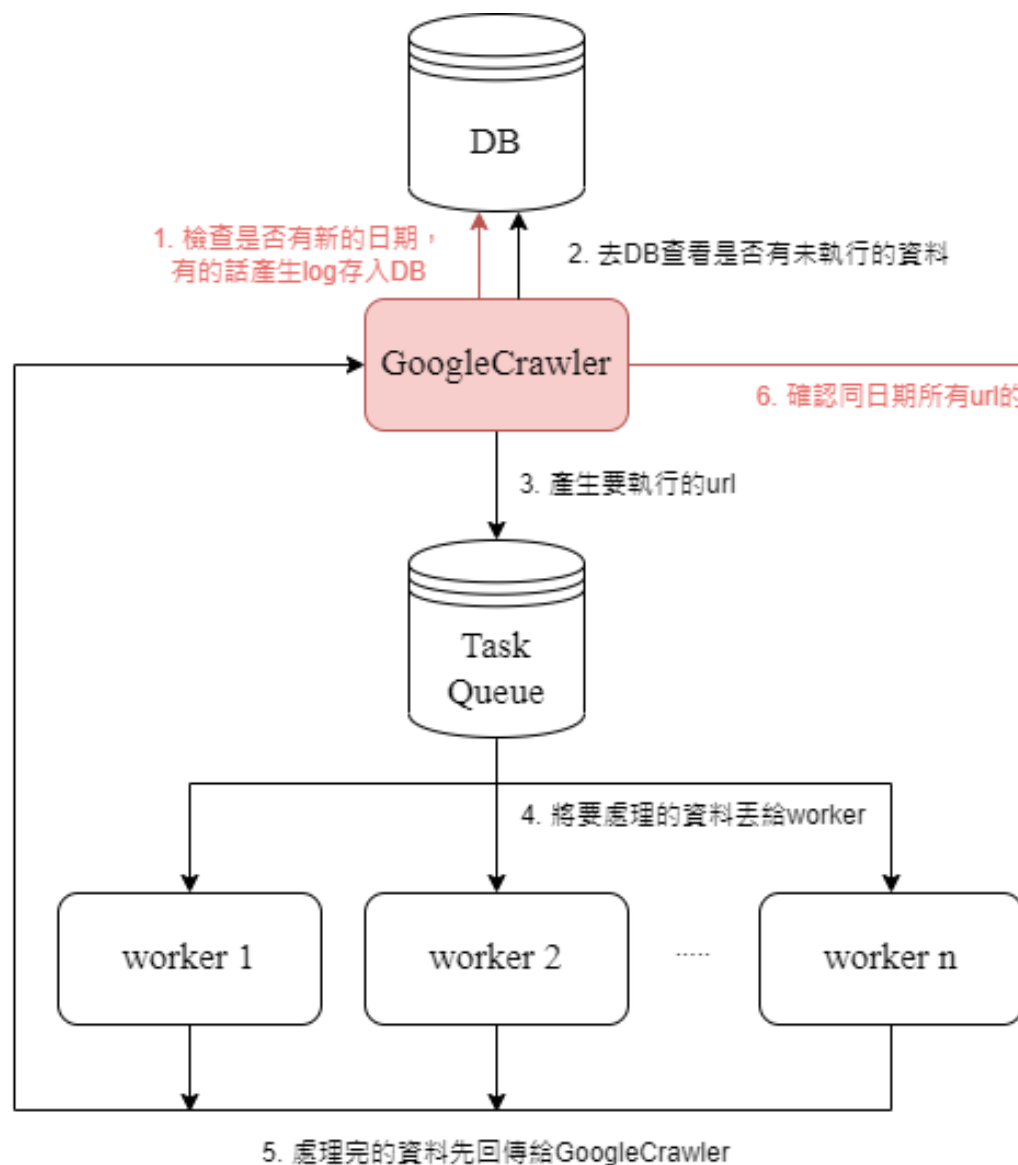 DB
1. 檢查是否有新的日期，
有的話產生log存入DB
2. 去DB查看是否有未執行的資料
GoogleCrawler
6. 確認同日期所有url的
3. 產生要執行的url
Task
Queue
4. 將要處理的資料丟給worker
worker 1
worker 2
.....
worker n
5. 處理完的資料先回傳給GoogleCrawler